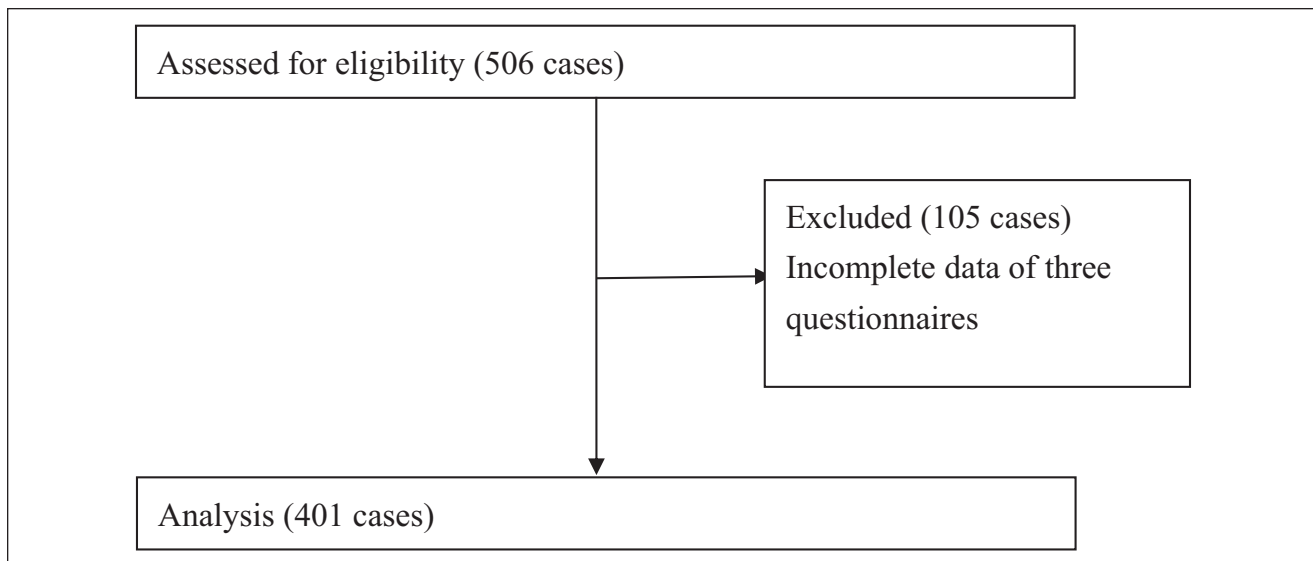 Assessed for eligibility (506 cases)
Excluded (105 cases)
Incomplete data of three
questionnaires
Analysis (401 cases)